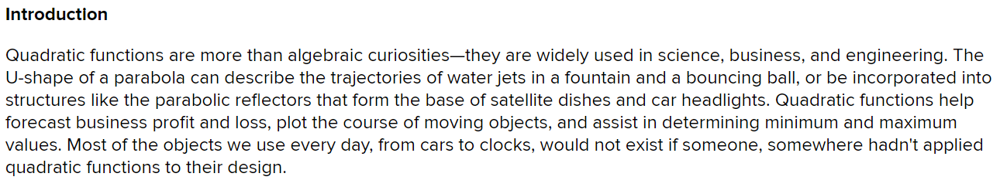 Introduction
Quadratic functions are more than algebraic curiosities—they are widely used in science, business, and engineering. The
U-shape of a parabola can describe the trajectories of water jets in a fountain and a bouncing ball, or be incorporated into
structures like the parabolic reflectors that form the base of satellite dishes and car headlights. Quadratic functions help
forecast business profit and loss, plot the course of moving objects, and assist in determining minimum and maximum
values. Most of the objects we use every day, from cars to clocks, would not exist if someone, somewhere hadn't applied
quadratic functions to their design.